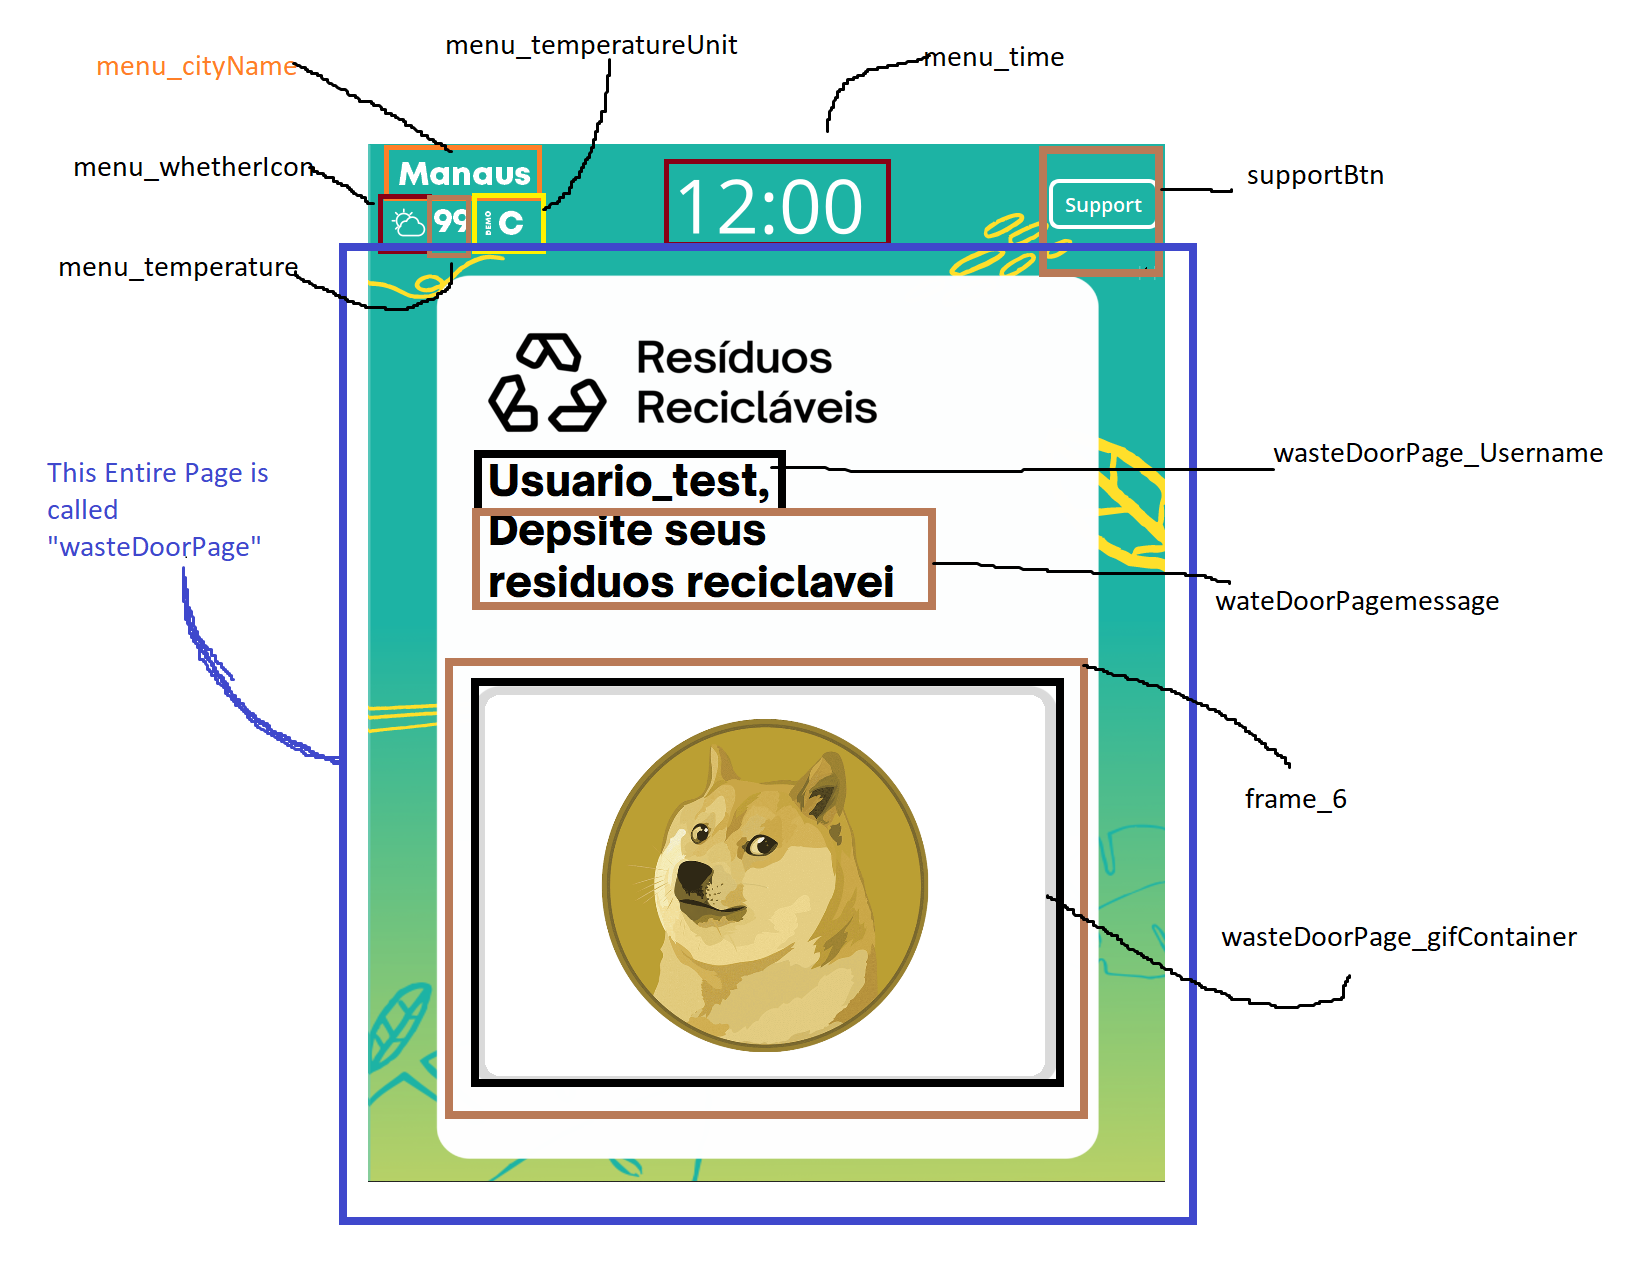 menu_temperatureUnit
menu_cityName
menu_time
menu_whetherIcon
Manaus
12:00
supportBtn
Support
99
DEMO
C
menu_temperature
Resíduos
Recicláveis
wasteDoorPage_Username
This Entire Page is
called
"wasteDoorPage"
Usuario_test,
Depsite seus
residuos reciclavei
wateDoorPagemessage
frame_6
wasteDoorPage_gifContainer